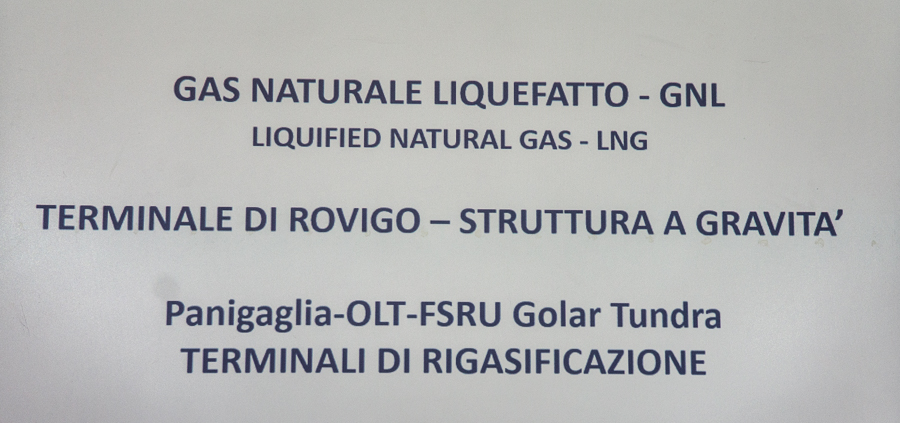 GAS NATURALE LIQUEFATTO - GNL
LIQUIFIED NATURAL GAS - LNG
TERMINALE DI ROVIGO – STRUTTURA A GRAVITA’
Panigaglia-OLT-FSRU Golar Tundra
TERMINALI DI RIGASIFICAZIONE